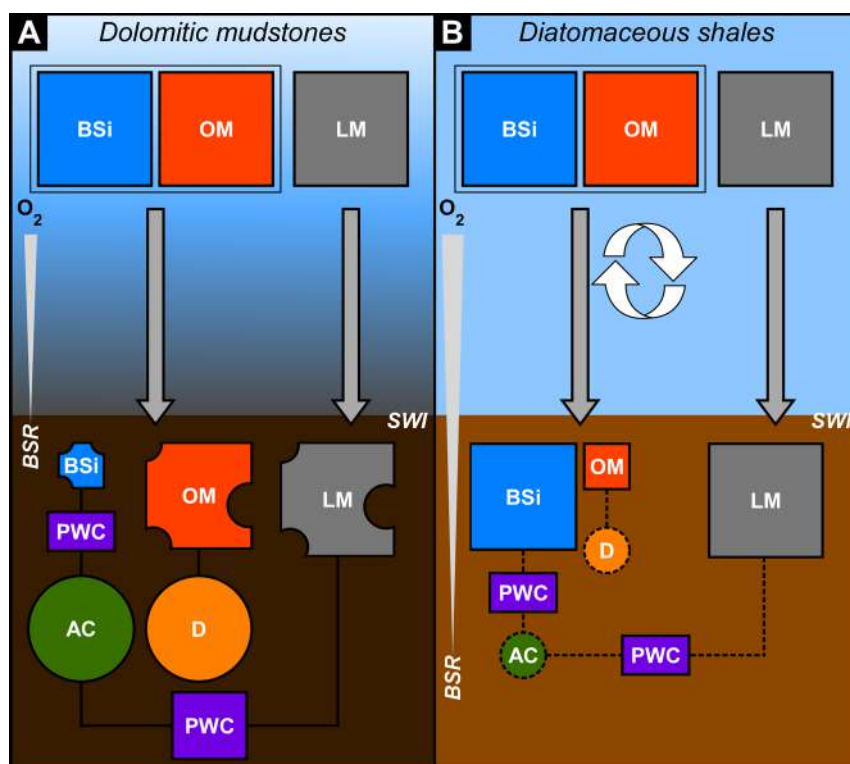 A
Dolomitic mudstones
BSi
OM
LM
O2
SWI
BSR
BSi
OM
LM
PWC
AC
D
PWC
B
Diatomaceous shales
BSi
OM
LM
O2
SWI
BSi
OM
LM
D
PWC
AC
PWC
BSR